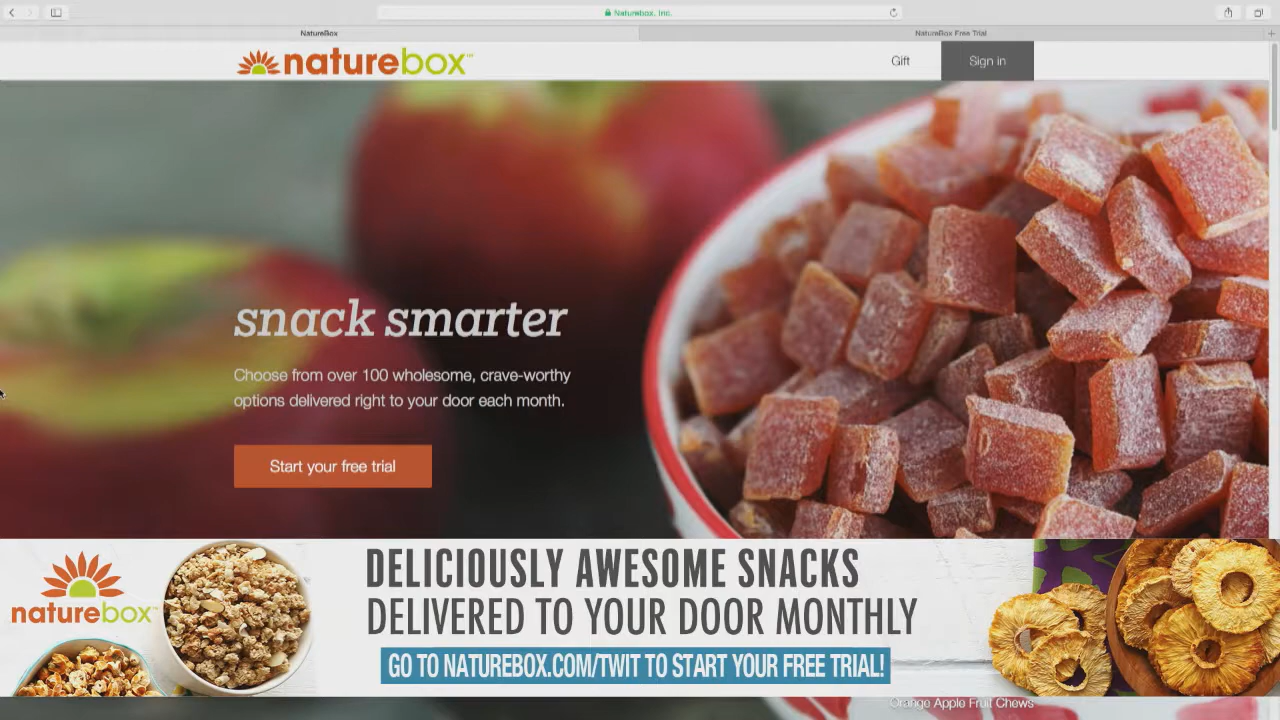 Naturebox, Inc.
NatureBox
NatureBox Free Trial
naturebox™
Gift
Sign in
snack smarter
Choose from over 100 wholesome, crave-worthy
options delivered right to your door each month.
Start your free trial
naturebox™
DELICIOUSLY AWESOME SNACKS
DELIVERED TO YOUR DOOR MONTHLY
GO TO NATUREBOX.COM/TWIT TO START YOUR FREE TRIAL!
Orange Apple Fruit Chews